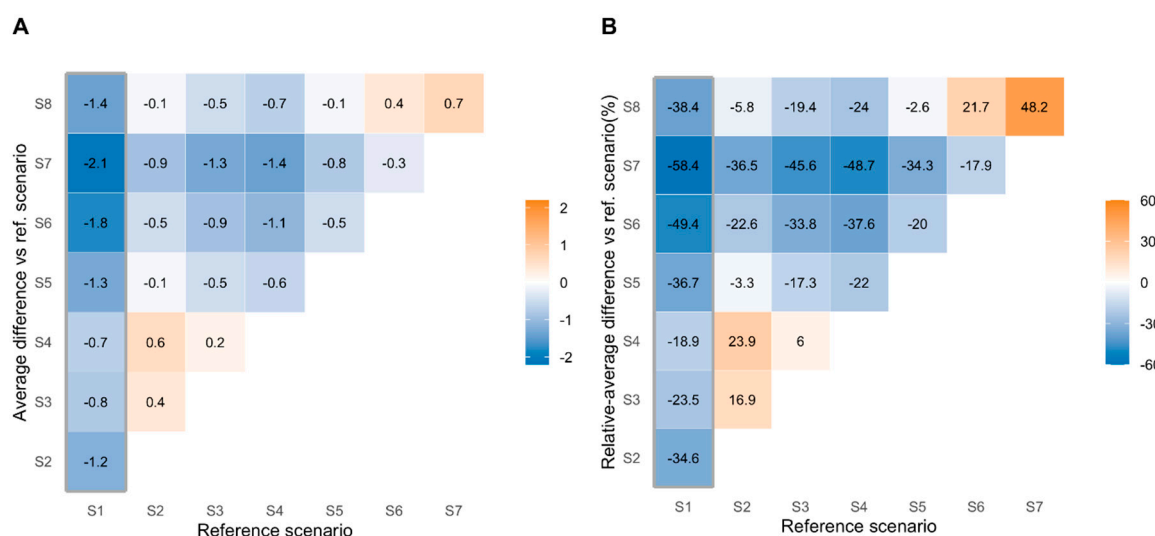 A
Average difference vs ref. scenario
S8 -1.4 -0.1 -0.5 -0.7 -0.1 0.4 0.7
S7 -2.1 -0.9 -1.3 -1.4 -0.8 -0.3
S6 -1.8 -0.5 -0.9 -1.1 -0.5
S5 -1.3 -0.1 -0.5 -0.6
S4 -0.7 0.6 0.2
S3 -0.8 0.4
S2 -1.2
S1 S2 S3 S4 S5 S6 S7
Reference scenario
2
1
0
-1
-2
B
Relative-average difference vs ref. scenario(%)
S8 -38.4 -5.8 -19.4 -24 -2.6 21.7 48.2
S7 -58.4 -36.5 -45.6 -48.7 -34.3 -17.9
S6 -49.4 -22.6 -33.8 -37.6 -20
S5 -36.7 -3.3 -17.3 -22
S4 -18.9 23.9 6
S3 -23.5 16.9
S2 -34.6
S1 S2 S3 S4 S5 S6 S7
Reference scenario
60
30
0
-30
-60